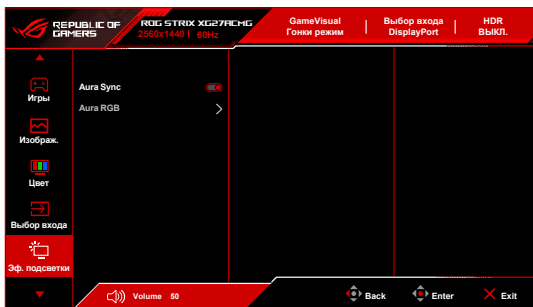 REPUBLIC OF
GAMERS
ROG STRIX XG27ACMG
2560x1440 | 60Hz
GameVisual
Гонки режим
Выбор входа
DisplayPort
HDR
ВЫКЛ.
Игры
Изображ.
Цвет
Выбор входа
Эф. подсветки
Aura Sync
Aura RGB
Volume 50
Back
Enter
Exit